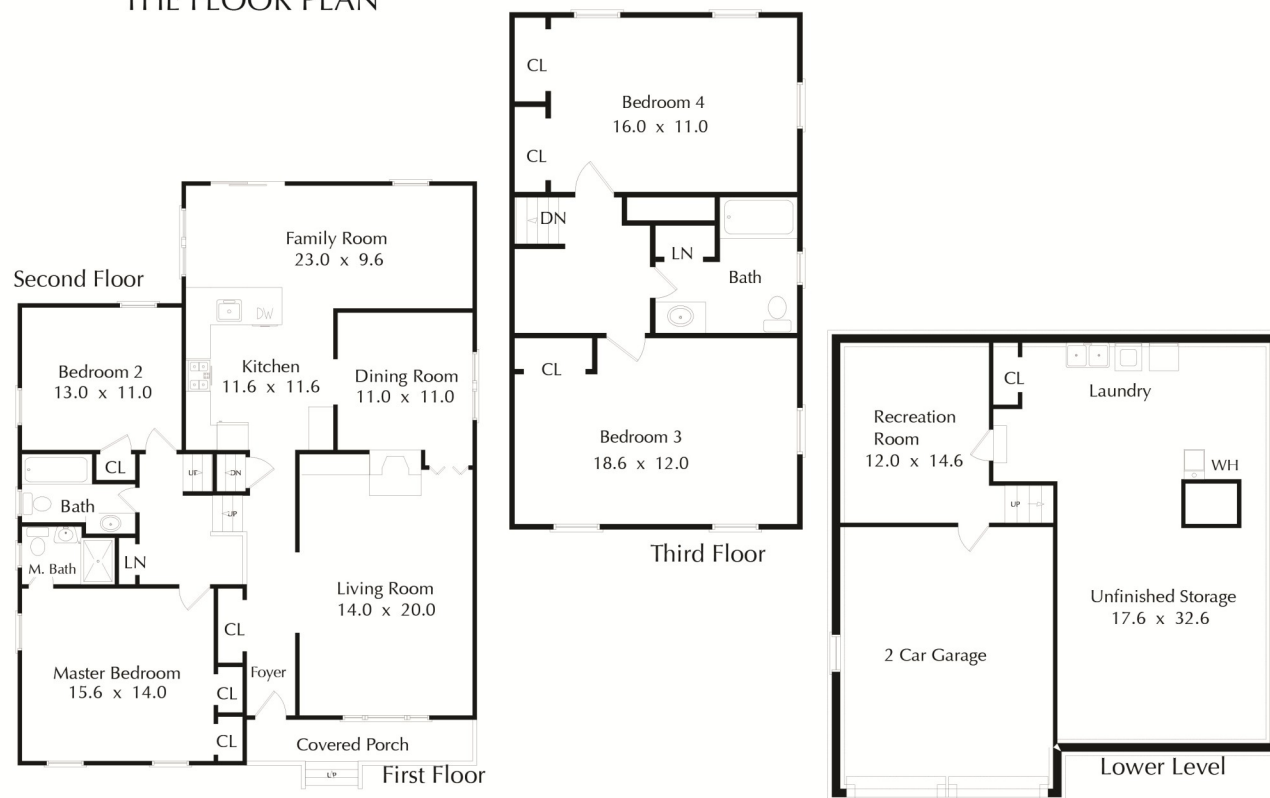 THE FLOOR PLAN
Second Floor
Family Room
23.0 x 9.6
DW
Bedroom 2
13.0 x 11.0
Kitchen
11.6 x 11.6
Dining Room
11.0 x 11.0
CL
UP
DN
Bath
UP
M. Bath
LN
Living Room
14.0 x 20.0
CL
Master Bedroom
15.6 x 14.0
Foyer
CL
CL
Covered Porch
UP
First Floor
CL
Bedroom 4
16.0 x 11.0
CL
DN
LN
Bath
CL
Bedroom 3
18.6 x 12.0
Third Floor
CL
Laundry
Recreation
Room
12.0 x 14.6
WH
UP
Unfinished Storage
17.6 x 32.6
2 Car Garage
Lower Level